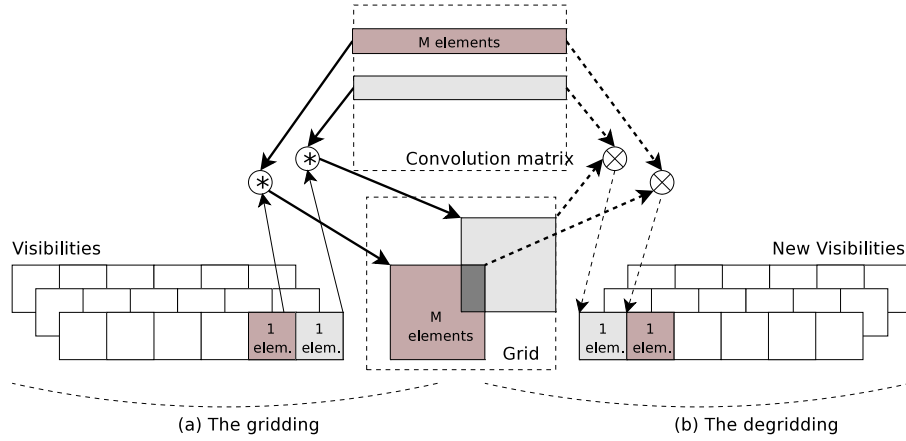 M elements
Convolution matrix
Visibilities
New Visibilities
1
elem.
1
elem.
M
elements
Grid
1
elem.
1
elem.
(a) The gridding
(b) The degridding